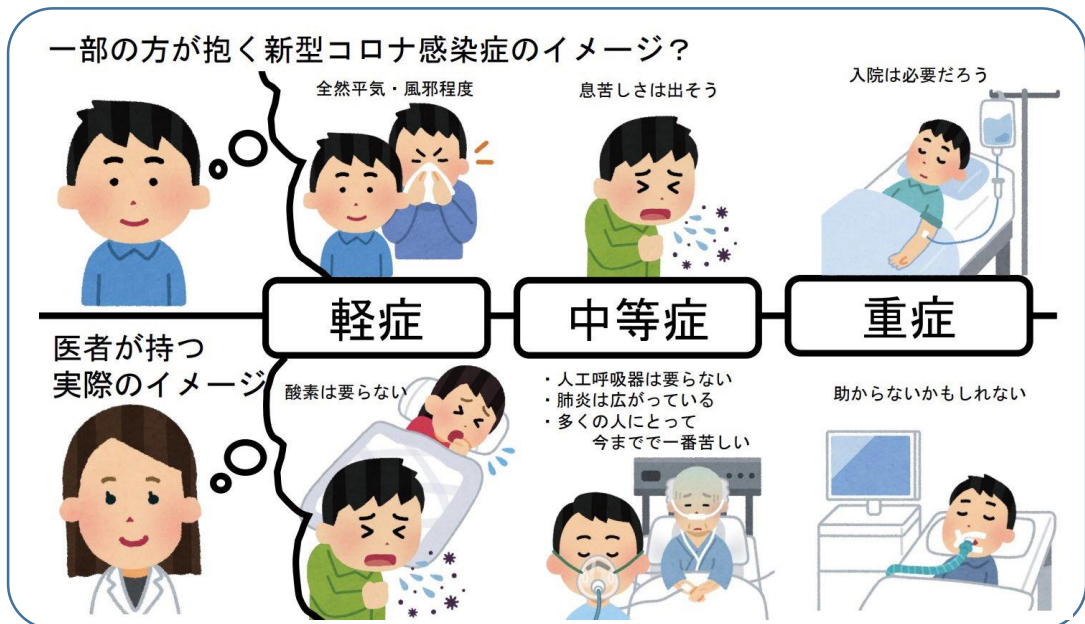 一部の方が抱く新型コロナ感染症のイメージ？
全然平気・風邪程度
息苦しさは出そう
入院は必要だろう
軽症
中等症
重症
医者が持つ
実際のイメージ
酸素は要らない
・人工呼吸器は要らない
・肺炎は広がっている
・多くの人にとって
今までで一番苦しい
助からないかもしれない